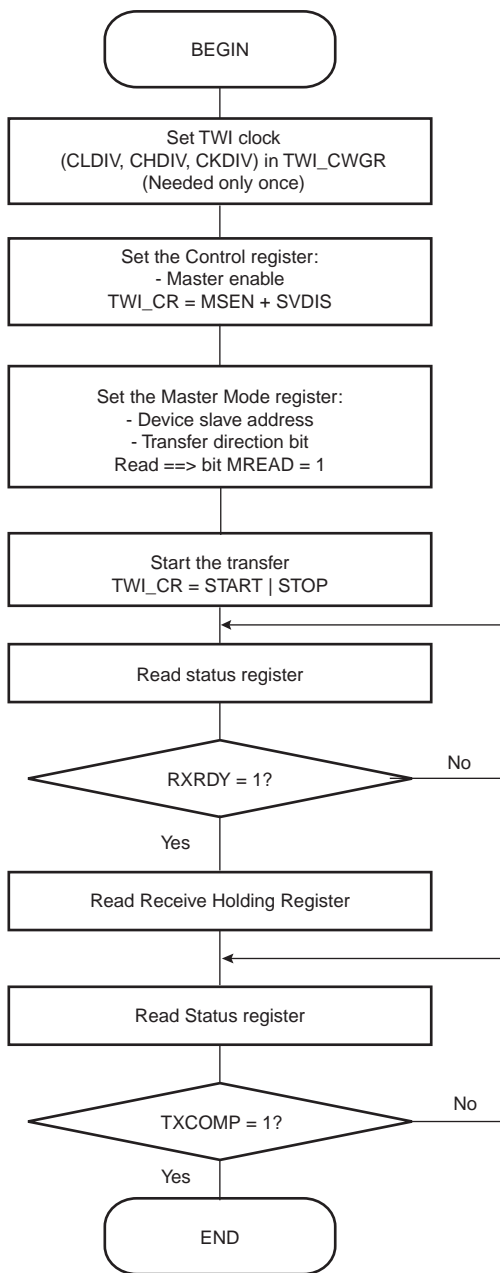 BEGIN
Set TWI clock
(CLDIV, CHDIV, CKDIV) in TWI_CWGR
(Needed only once)
Set the Control register:
- Master enable
TWI_CR = MSEN + SVDIS
Set the Master Mode register:
- Device slave address
- Transfer direction bit
Read ==> bit MREAD = 1
Start the transfer
TWI_CR = START | STOP
Read status register
RXRDY = 1?
No
Yes
Read Receive Holding Register
Read Status register
TXCOMP = 1?
No
Yes
END